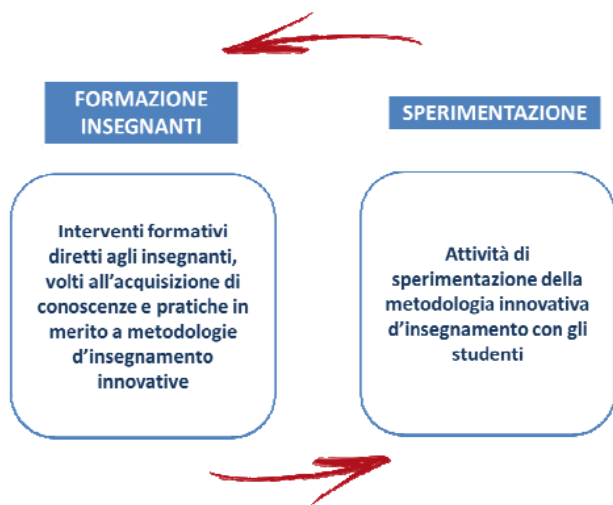 FORMAZIONE
INSEGNANTI
Interventi formativi
diretti agli insegnanti,
volti all'acquisizione di
conoscenze e pratiche in
merito a metodologie
d'insegnamento
innovative
SPERIMENTAZIONE
Attività di
sperimentazione della
metodologia innovativa
d'insegnamento con gli
studenti